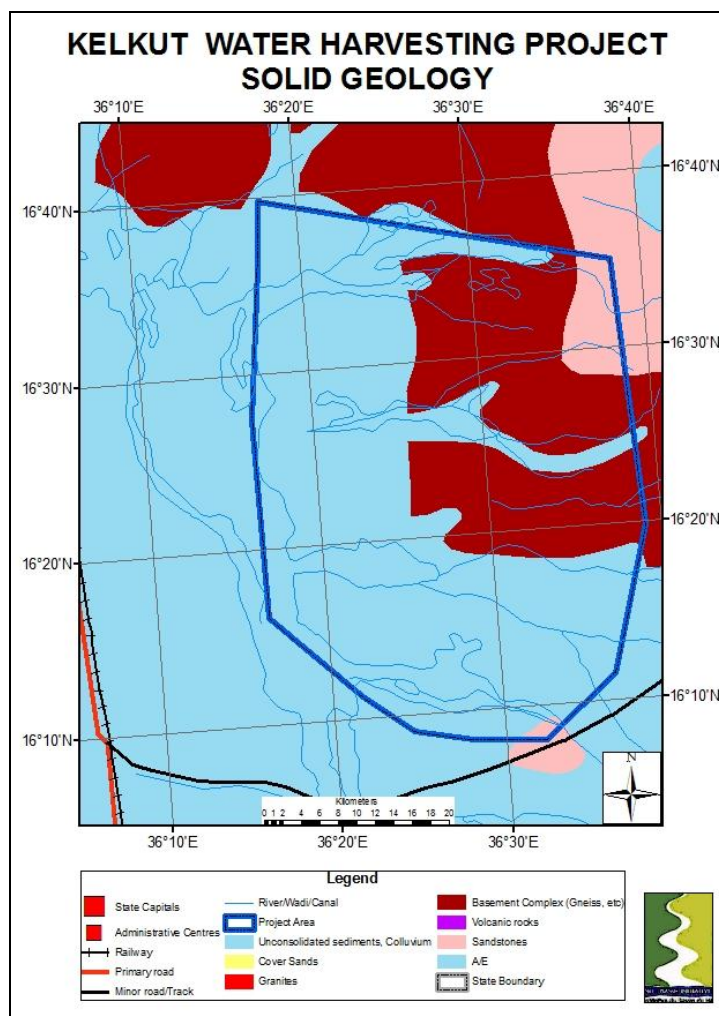 KELKUT WATER HARVESTING PROJECT
SOLID GEOLOGY
36°10'E 36°20'E 36°30'E 36°40'E
16°40'N
16°40'N
16°30'N
16°30'N
16°20'N
16°20'N
16°10'N
16°10'N
N
Kilometers
0 1 2 4 6 8 10 12 14 16 18 20
36°10'E 36°20'E 36°30'E
Legend
State Capitals
Administrative Centres
Railway
Primary road
Minor road/Track
River/Wadi/Canal
Project Area
Unconsolidated sediments, Colluvium
Cover Sands
Granites
Basement Complex (Gneiss, etc)
Volcanic rocks
Sandstones
A/E
State Boundary